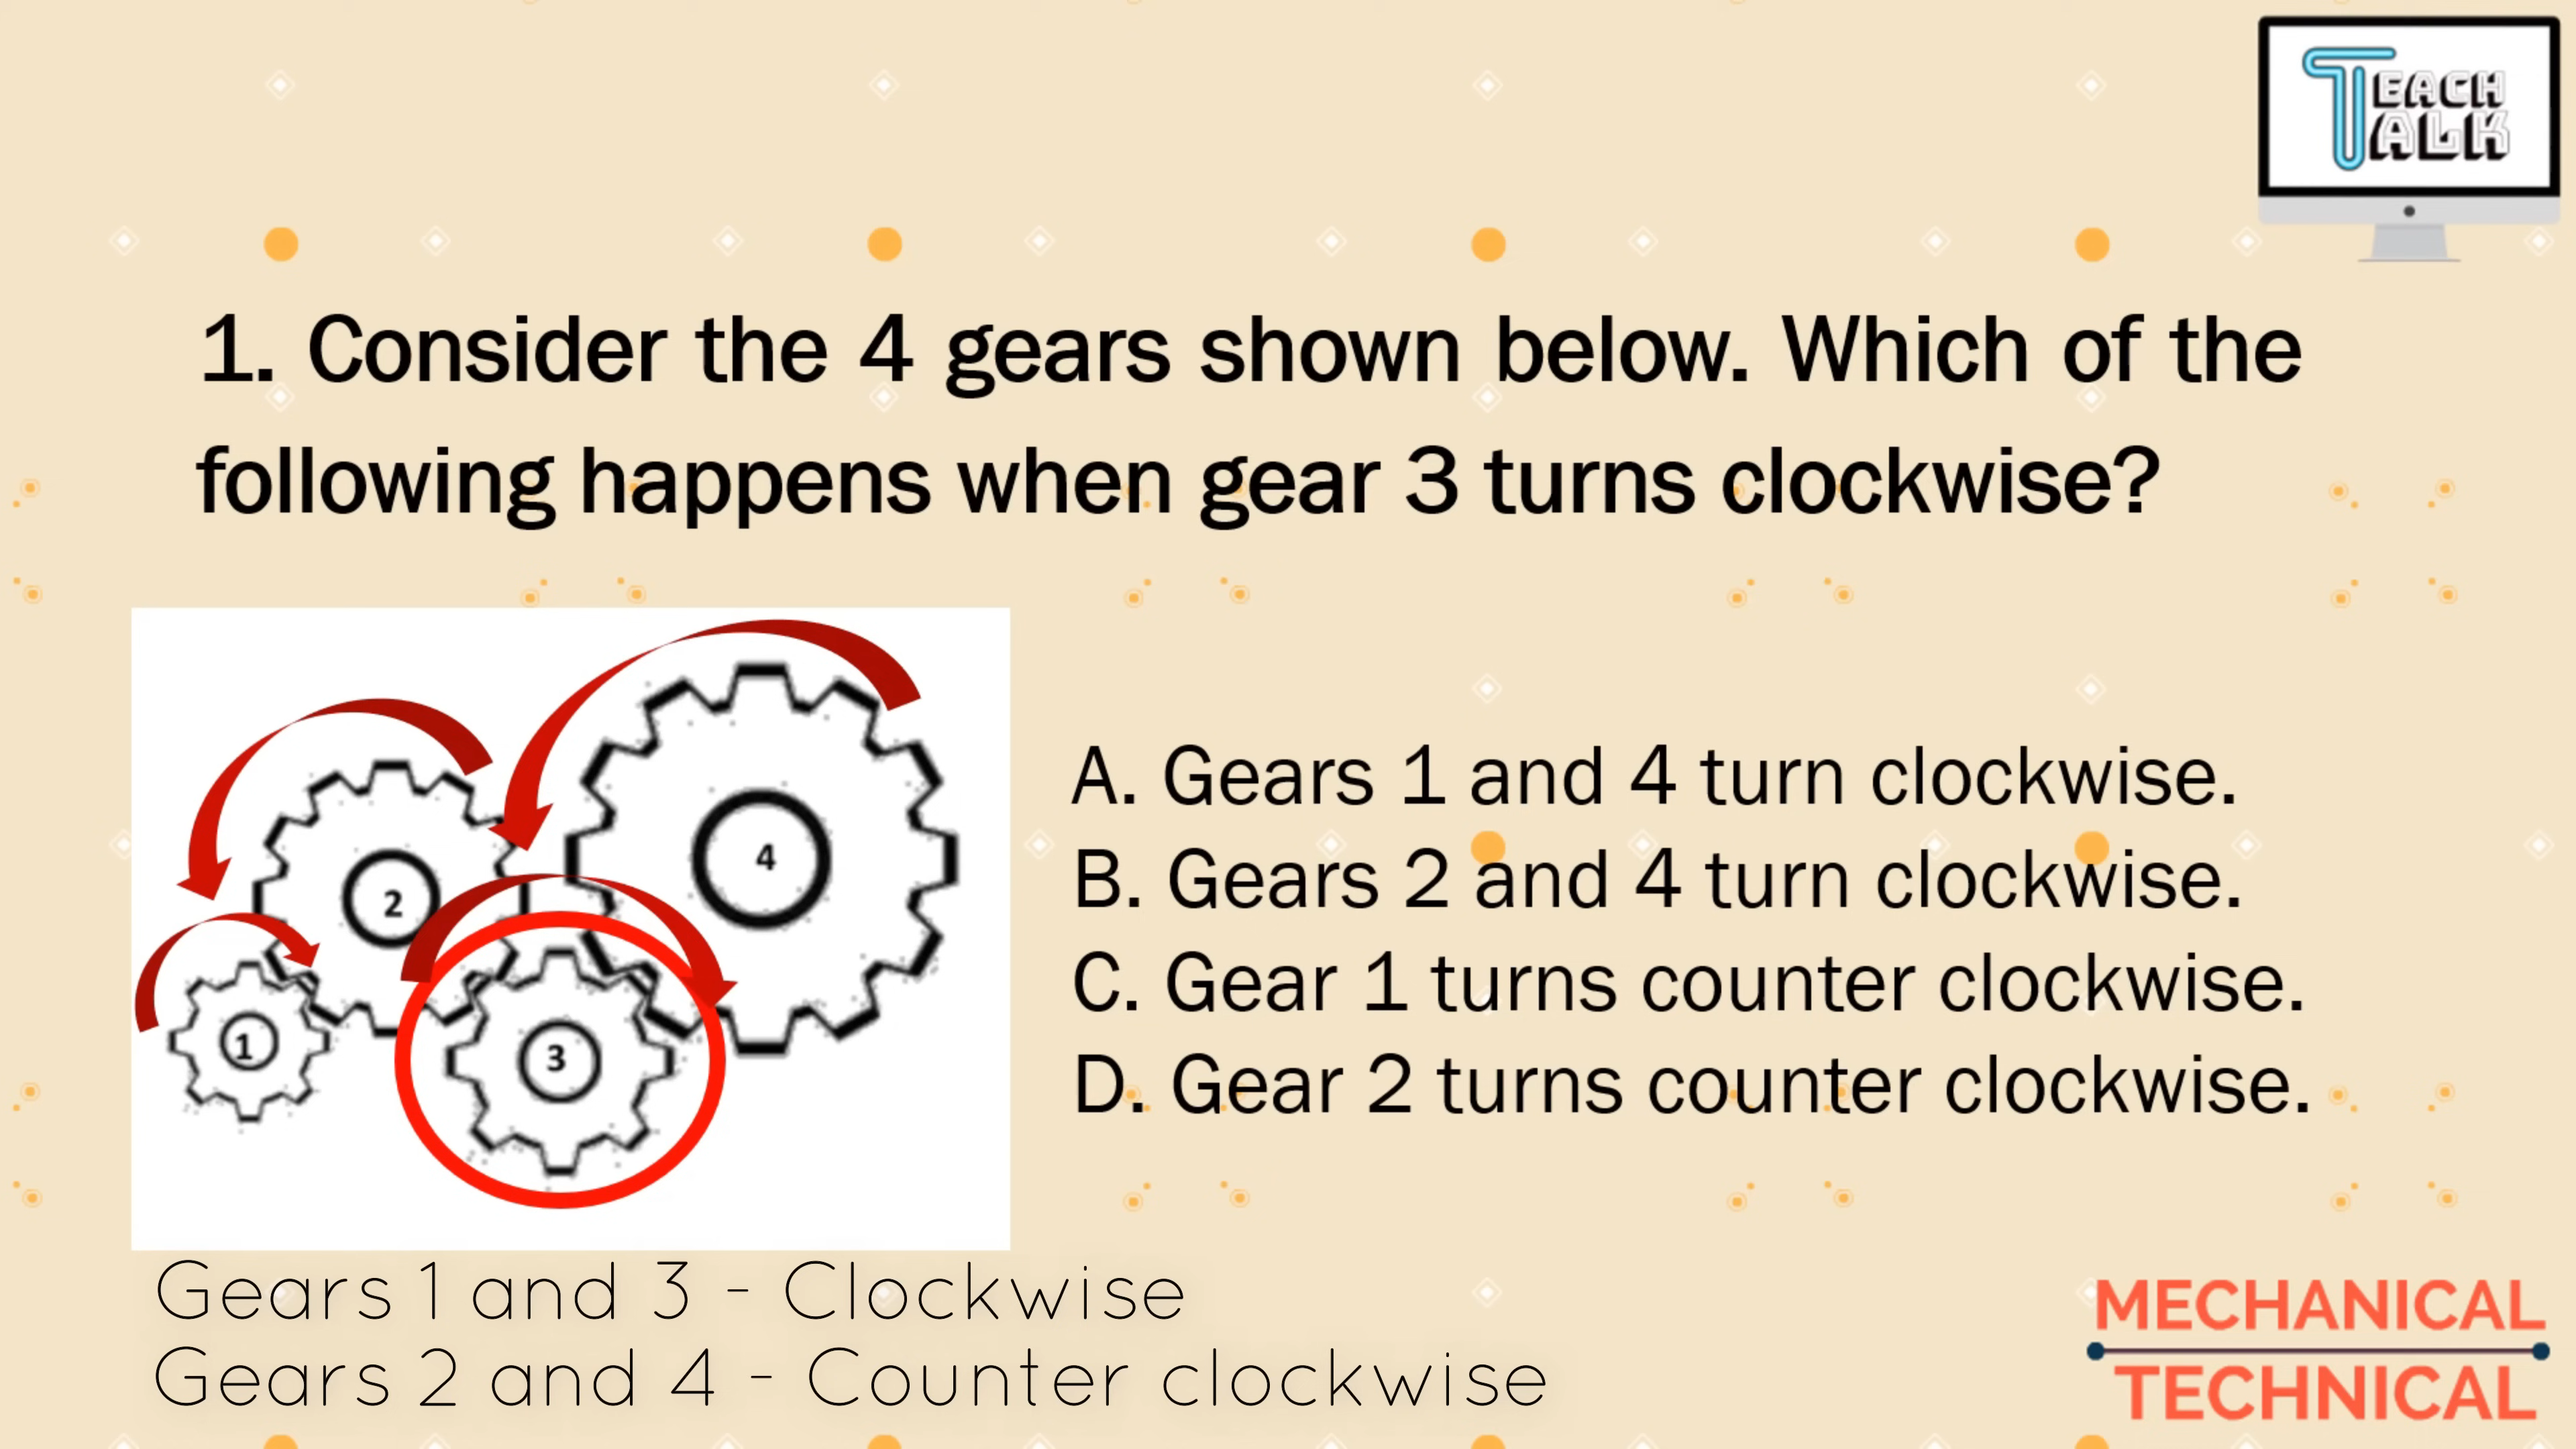 TEACH
TALK
1. Consider the 4 gears shown below. Which of the
following happens when gear 3 turns clockwise?
4
2
1
3
A. Gears 1 and 4 turn clockwise.
B. Gears 2 and 4 turn clockwise.
C. Gear 1 turns counter clockwise.
D. Gear 2 turns counter clockwise.
Gears 1 and 3 - Clockwise
Gears 2 and 4 - Counter clockwise
MECHANICAL
TECHNICAL